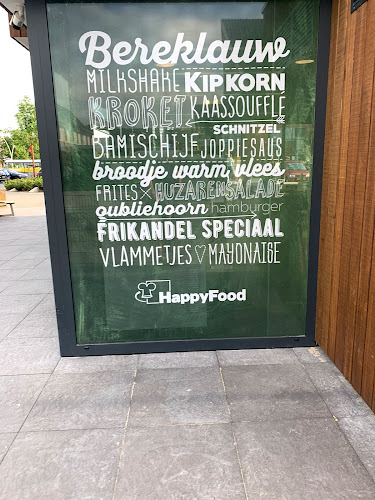 Bereklauw
MILKSHAKE KIPKORN
KROKET KAASSOUFFLE
SCHNITZEL
BAMISCHIJF JOPPIESAUS
broodje warm vlees
FRITES X HUZARENSALADE
oubliehoorn hamburger
FRIKANDEL SPECIAAL
VLAMMETJES ♡ MAYONAISE
HappyFood